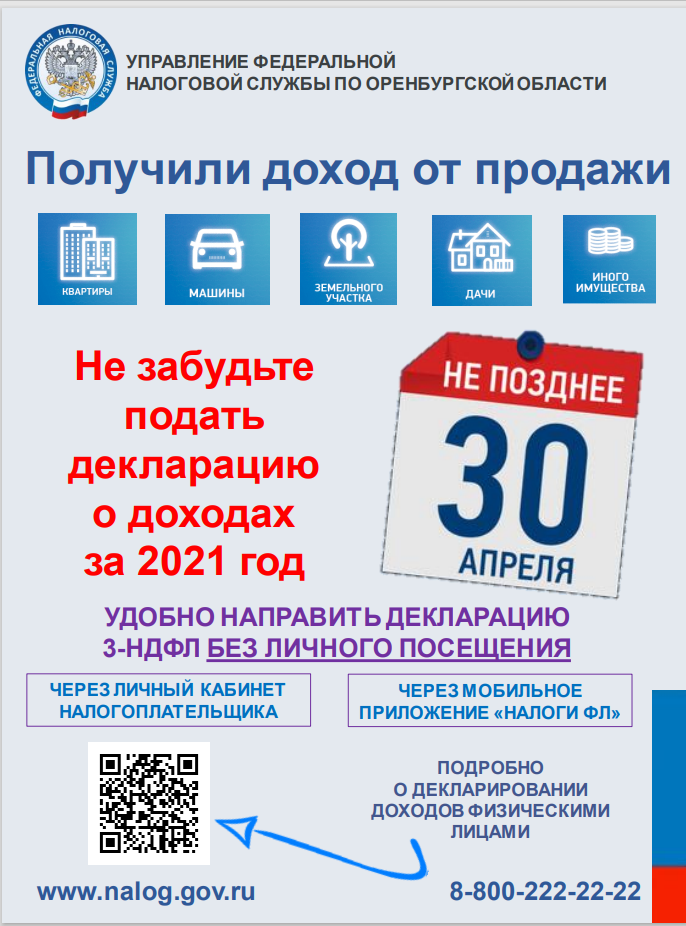 ФЕДЕРАЛЬНАЯ НАЛОГОВАЯ СЛУЖБА
УПРАВЛЕНИЕ ФЕДЕРАЛЬНОЙ
НАЛОГОВОЙ СЛУЖБЫ ПО ОРЕНБУРГСКОЙ ОБЛАСТИ
Получили доход от продажи
КВАРТИРЫ
МАШИНЫ
ЗЕМЕЛЬНОГО
УЧАСТКА
ДАЧИ
ИНОГО
ИМУЩЕСТВА
Не забудьте
подать
декларацию
о доходах
за 2021 год
НЕ ПОЗДНЕЕ
30
АПРЕЛЯ
УДОБНО НАПРАВИТЬ ДЕКЛАРАЦИЮ
3-НДФЛ БЕЗ ЛИЧНОГО ПОСЕЩЕНИЯ
ЧЕРЕЗ ЛИЧНЫЙ КАБИНЕТ
НАЛОГОПЛАТЕЛЬЩИКА
ЧЕРЕЗ МОБИЛЬНОЕ
ПРИЛОЖЕНИЕ «НАЛОГИ ФЛ»
ПОДРОБНО
О ДЕКЛАРИРОВАНИИ
ДОХОДОВ ФИЗИЧЕСКИМИ
ЛИЦАМИ
www.nalog.gov.ru
8-800-222-22-22